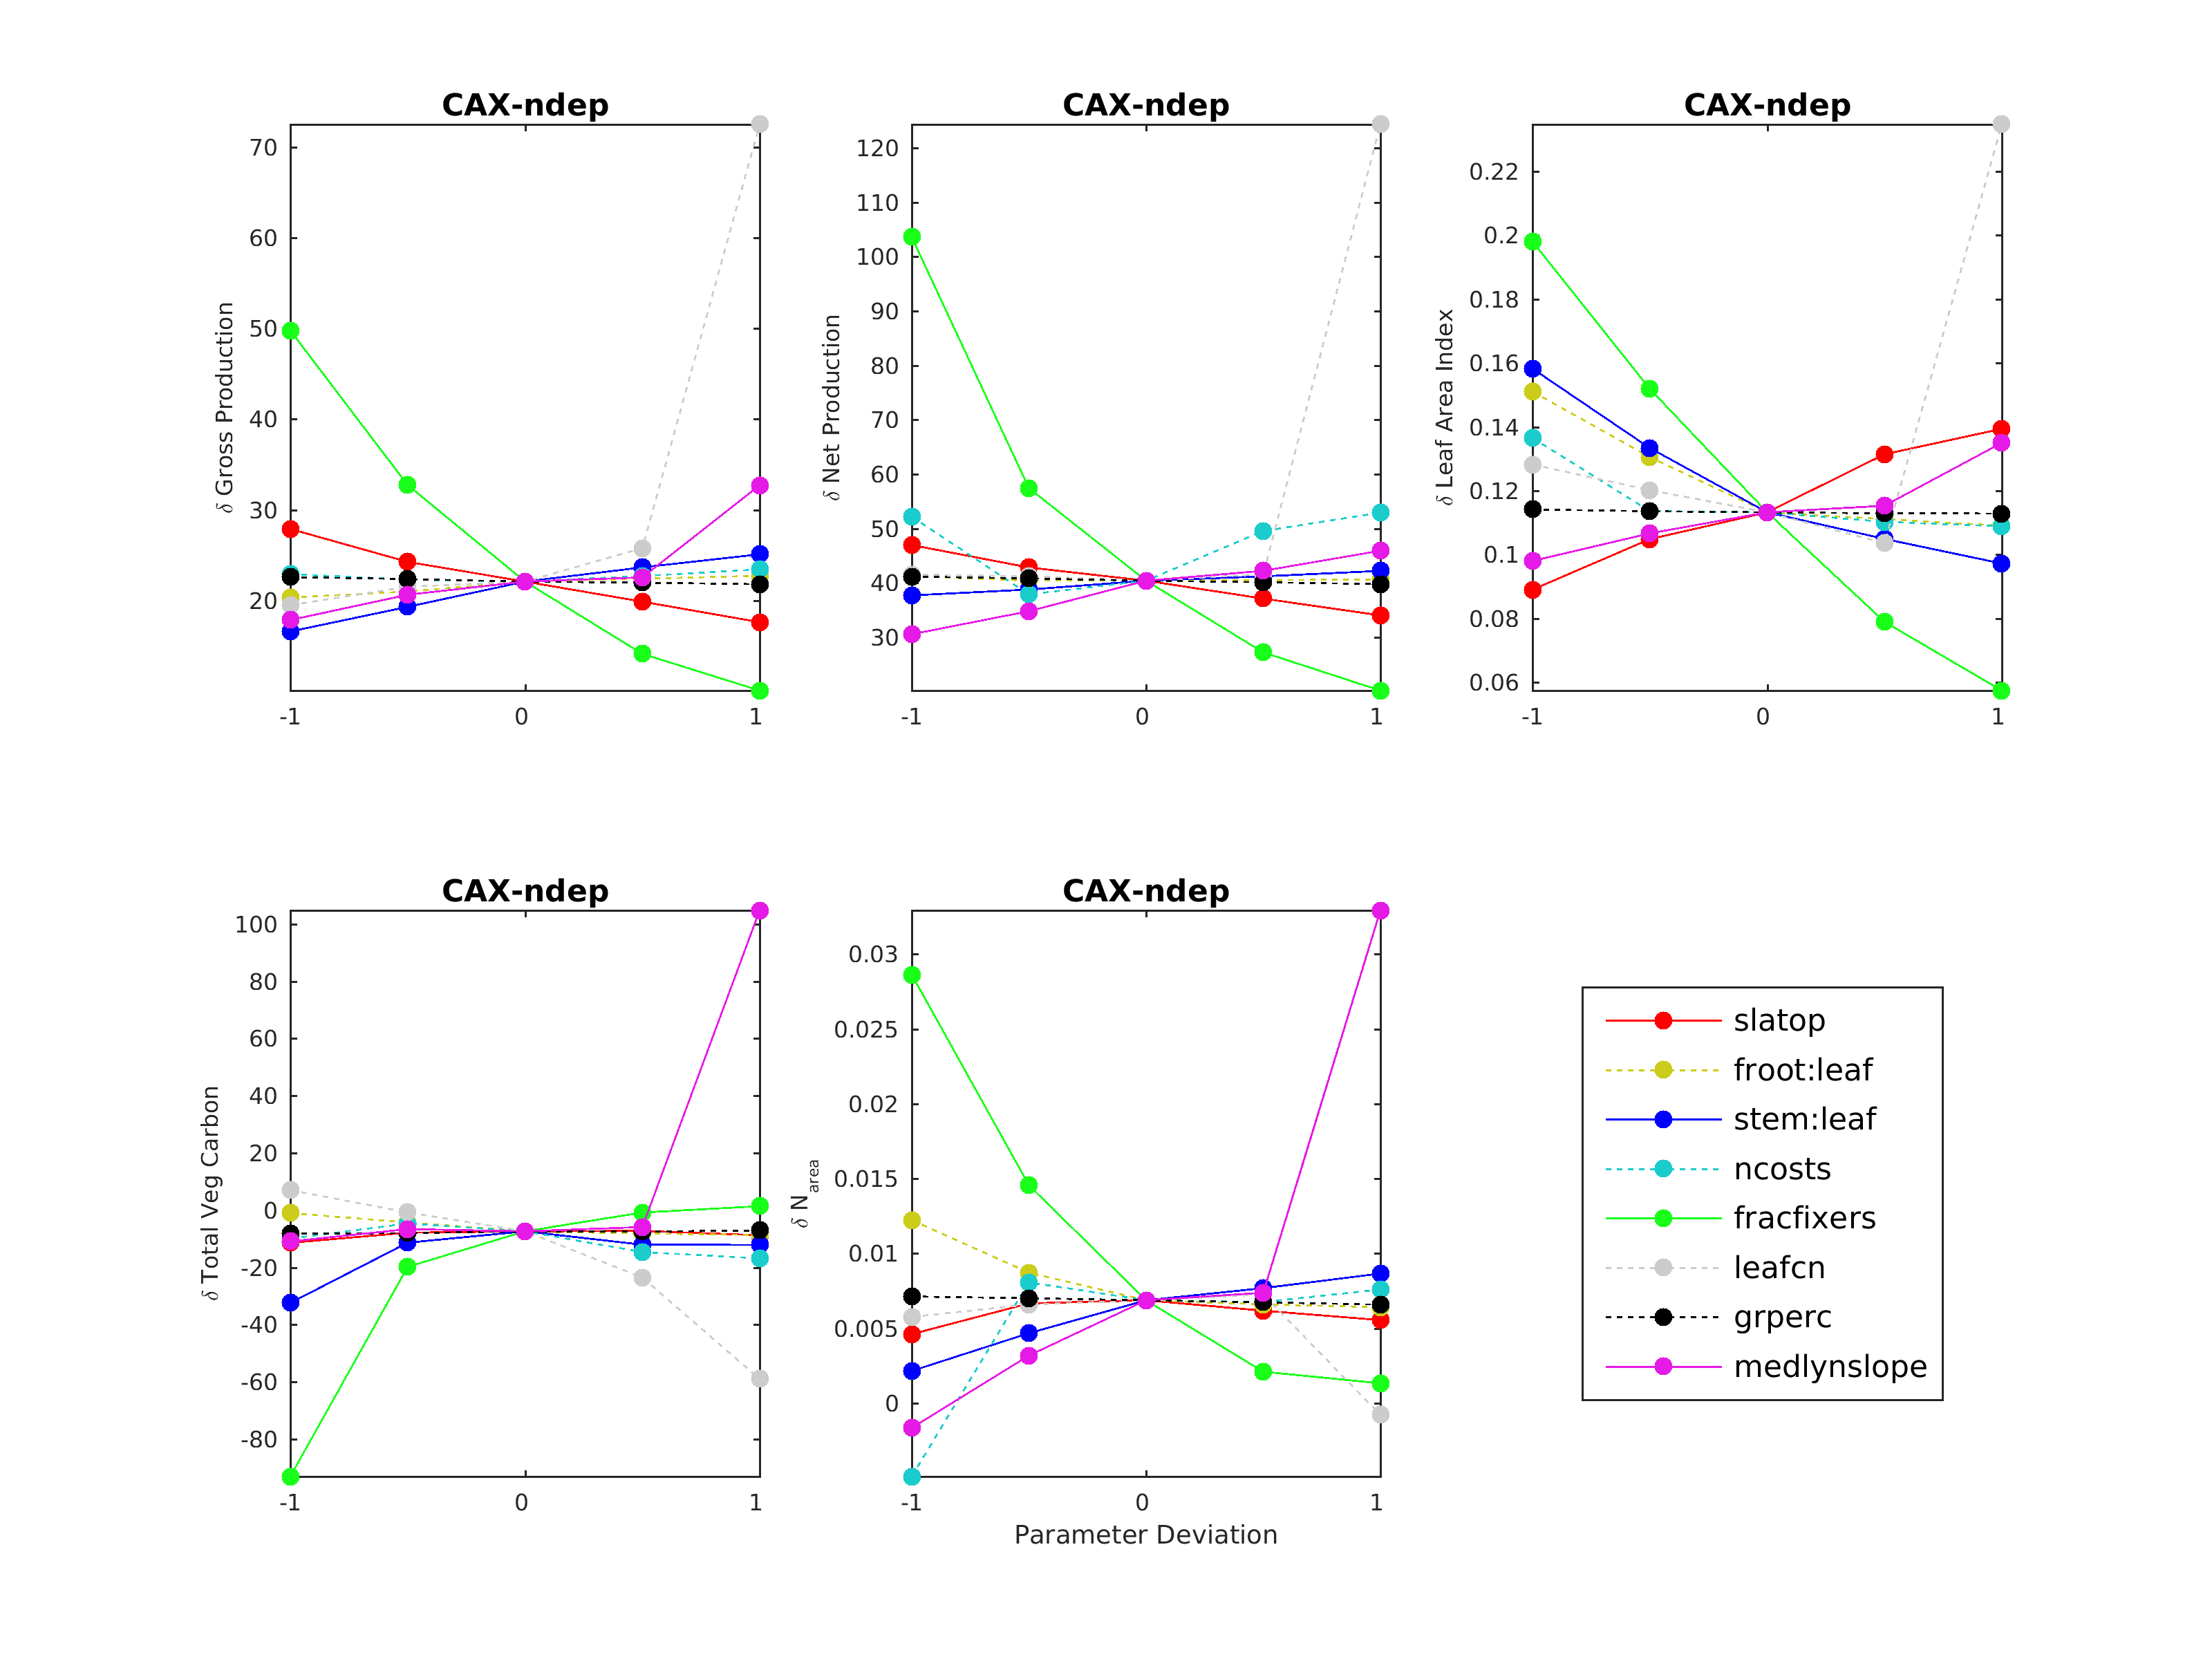 CAX-ndep
δ Gross Production
70
60
50
40
30
20
-1 0 1
CAX-ndep
δ Net Production
120
110
100
90
80
70
60
50
40
30
-1 0 1
CAX-ndep
δ Leaf Area Index
0.22
0.2
0.18
0.16
0.14
0.12
0.1
0.08
0.06
-1 0 1
CAX-ndep
δ Total Veg Carbon
100
80
60
40
20
0
-20
-40
-60
-80
-1 0 1
CAX-ndep
δ N area
0.03
0.025
0.02
0.015
0.01
0.005
0
-1 0 1
Parameter Deviation
slatop
froot:leaf
stem:leaf
ncosts
fracfixers
leafcn
grperc
medlynslope